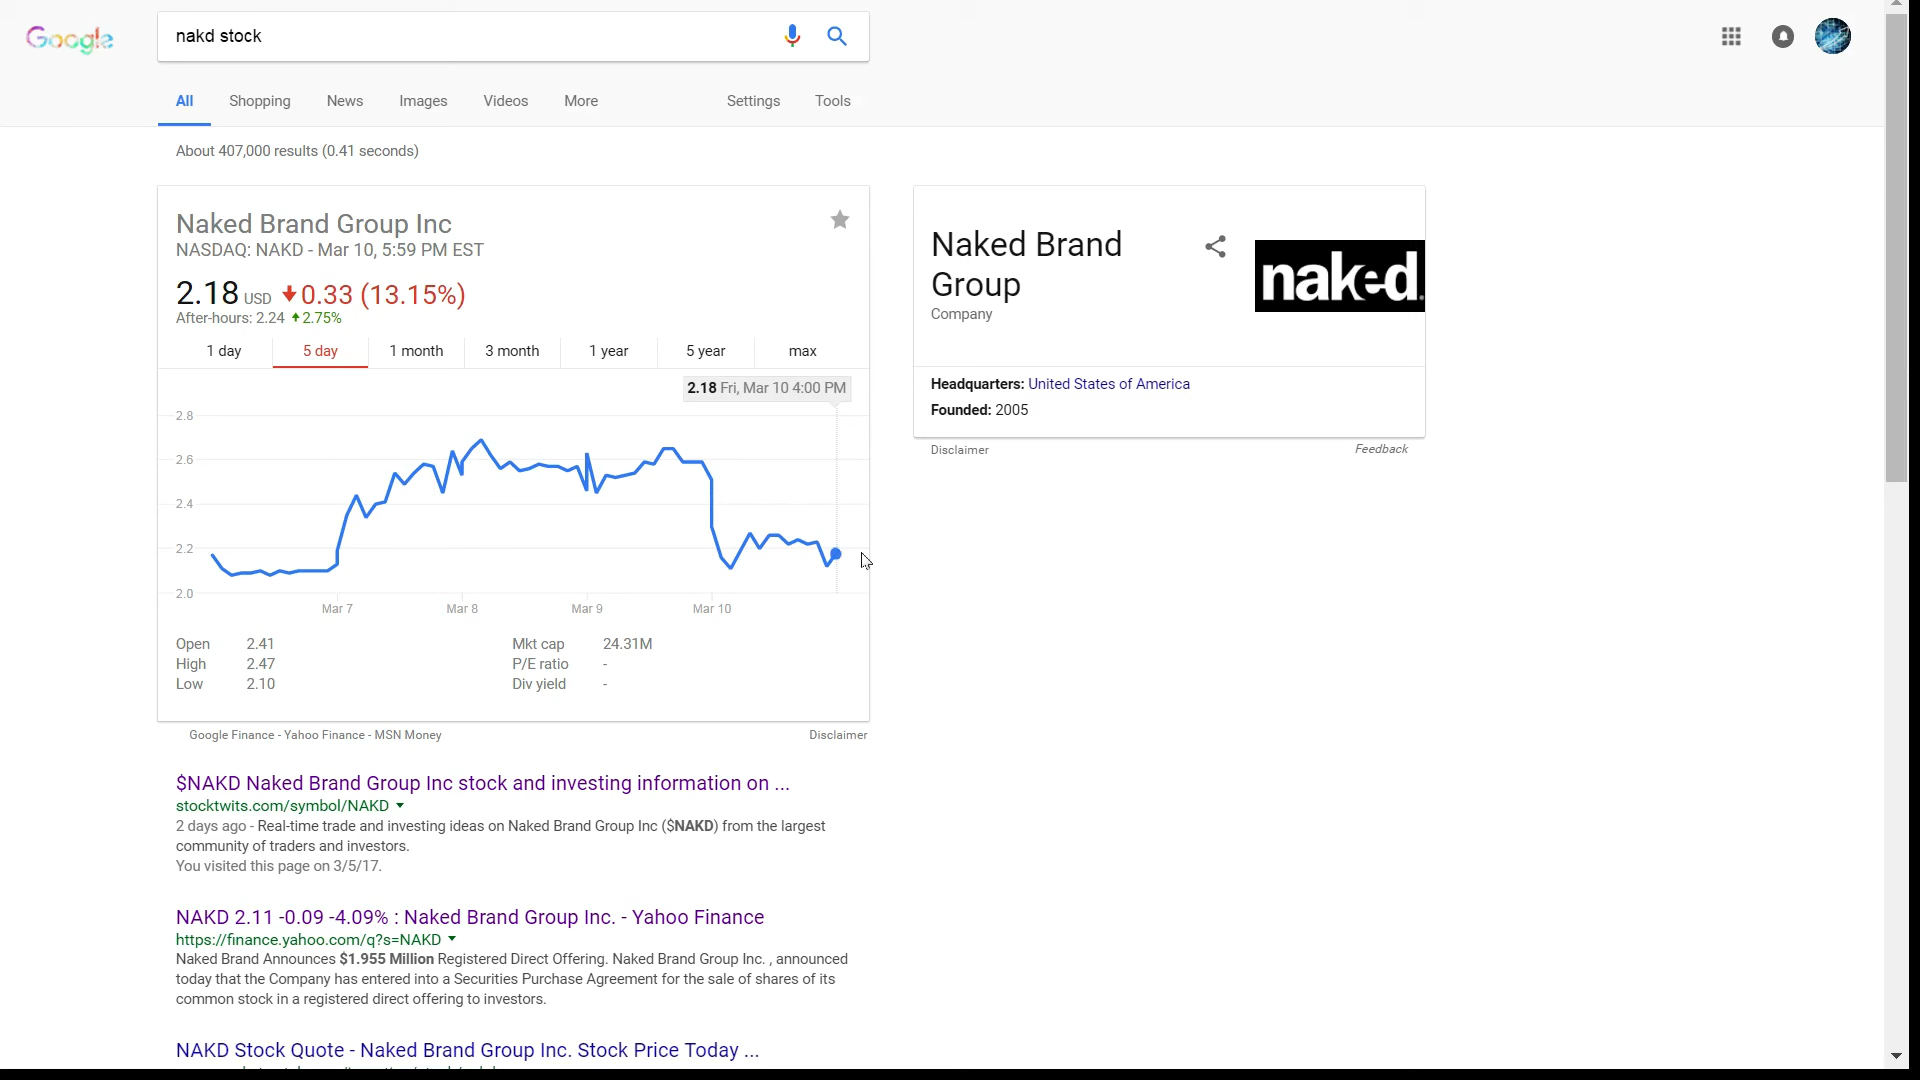 Google
nakd stock
All Shopping News Images Videos More Settings Tools
About 407,000 results (0.41 seconds)
Naked Brand Group Inc
NASDAQ: NAKD - Mar 10, 5:59 PM EST
2.18 USD 0.33 (13.15%)
After-hours: 2.24 2.75%
1 day 5 day 1 month 3 month 1 year 5 year max
2.18 Fri, Mar 10 4:00 PM
2.8
2.6
2.4
2.2
2.0
Mar 7 Mar 8 Mar 9 Mar 10
Open 2.41 Mkt cap 24.31M
High 2.47 P/E ratio -
Low 2.10 Div yield -
Google Finance - Yahoo Finance - MSN Money Disclaimer
$NAKD Naked Brand Group Inc stock and investing information on ...
stocktwits.com/symbol/NAKD
2 days ago - Real-time trade and investing ideas on Naked Brand Group Inc ($NAKD) from the largest
community of traders and investors.
You visited this page on 3/5/17.
NAKD 2.11 -0.09 -4.09% : Naked Brand Group Inc. - Yahoo Finance
https://finance.yahoo.com/q?s=NAKD
Naked Brand Announces $1.955 Million Registered Direct Offering. Naked Brand Group Inc. , announced
today that the Company has entered into a Securities Purchase Agreement for the sale of shares of its
common stock in a registered direct offering to investors.
NAKD Stock Quote - Naked Brand Group Inc. Stock Price Today ...
Naked Brand
Group
Company
naked.
Headquarters: United States of America
Founded: 2005
Disclaimer Feedback